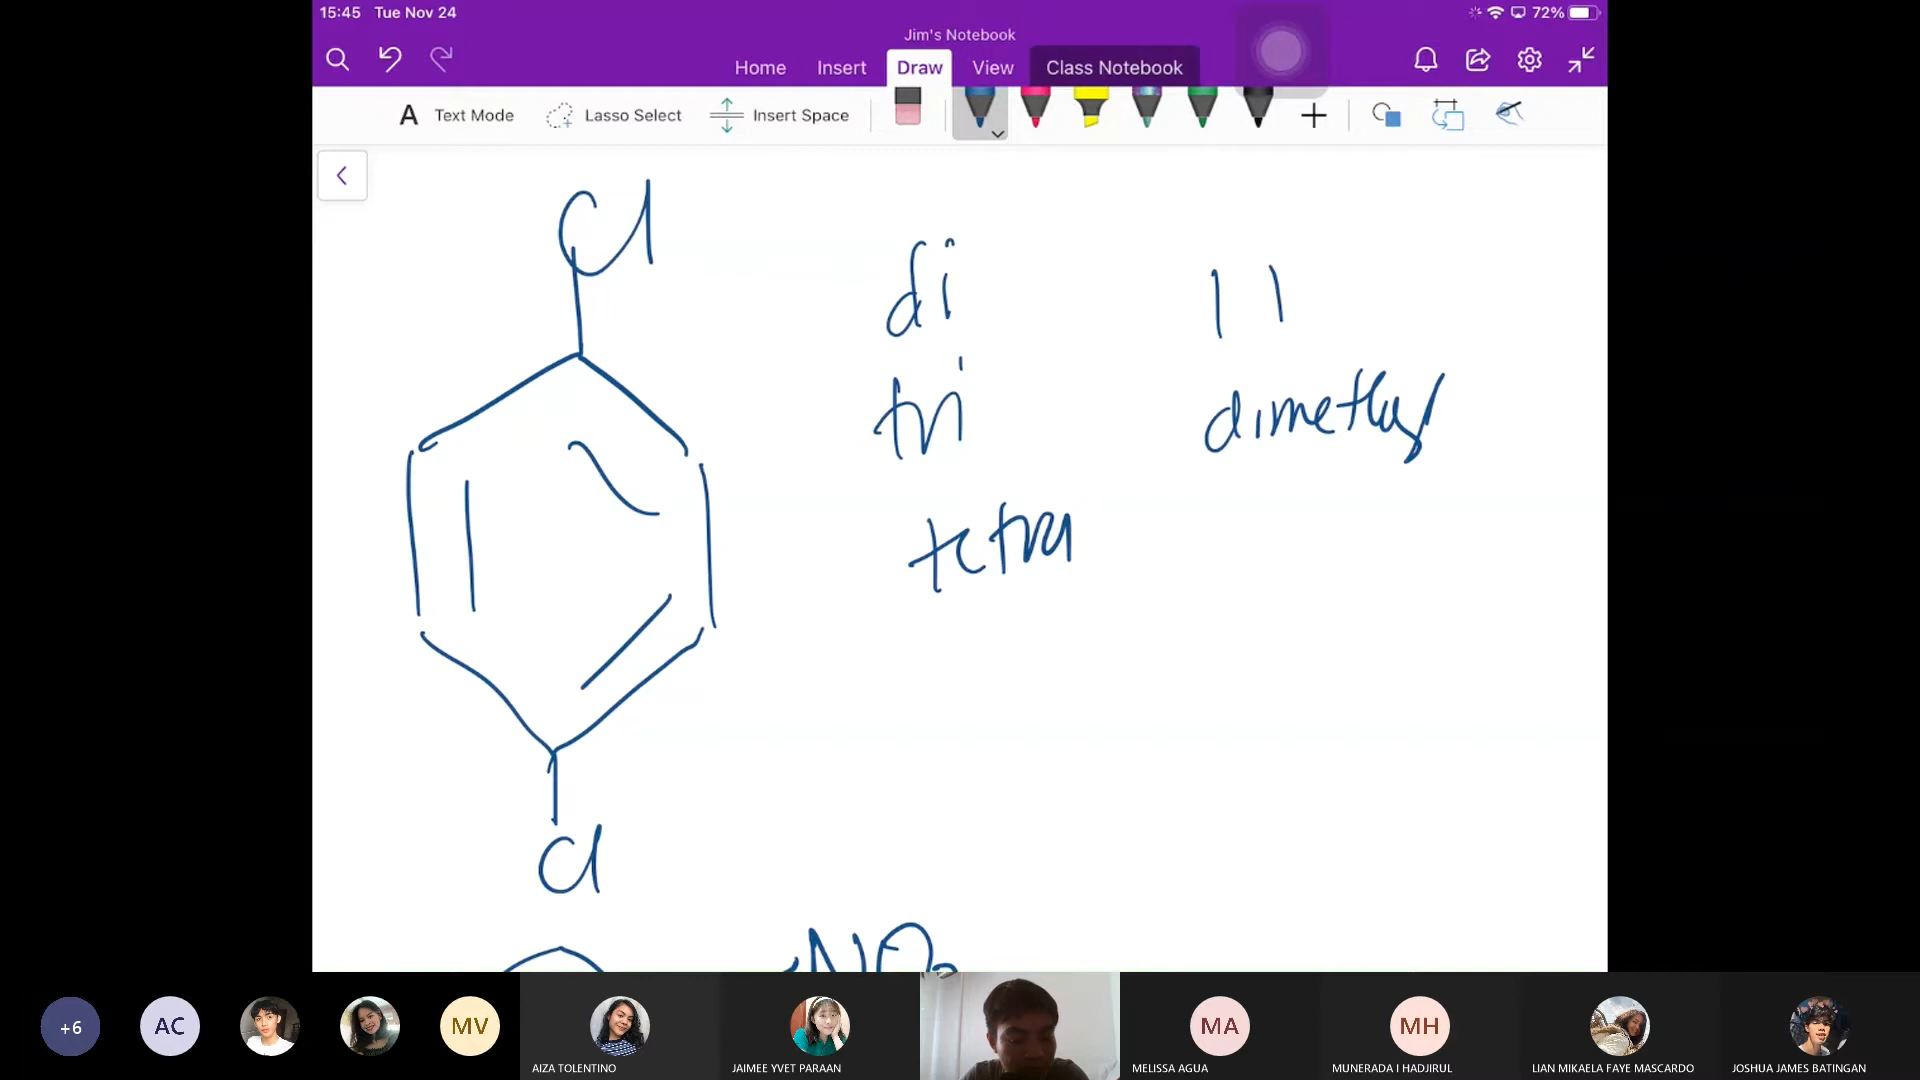 15:45 Tue Nov 24
72%
Jim's Notebook
Home Insert Draw View Class Notebook
A Text Mode Lasso Select Insert Space
Cl
di
tri
tetra
11
dimethyl
Cl
NO2
+6 AC MV MA MH
AIZA TOLENTINO JAIMEE YVET PARAAN MELISSA AGUA MUNERADA I HADJIRUL LIAN MIKAELA FAYE MASCARDO JOSHUA JAMES BATINGAN